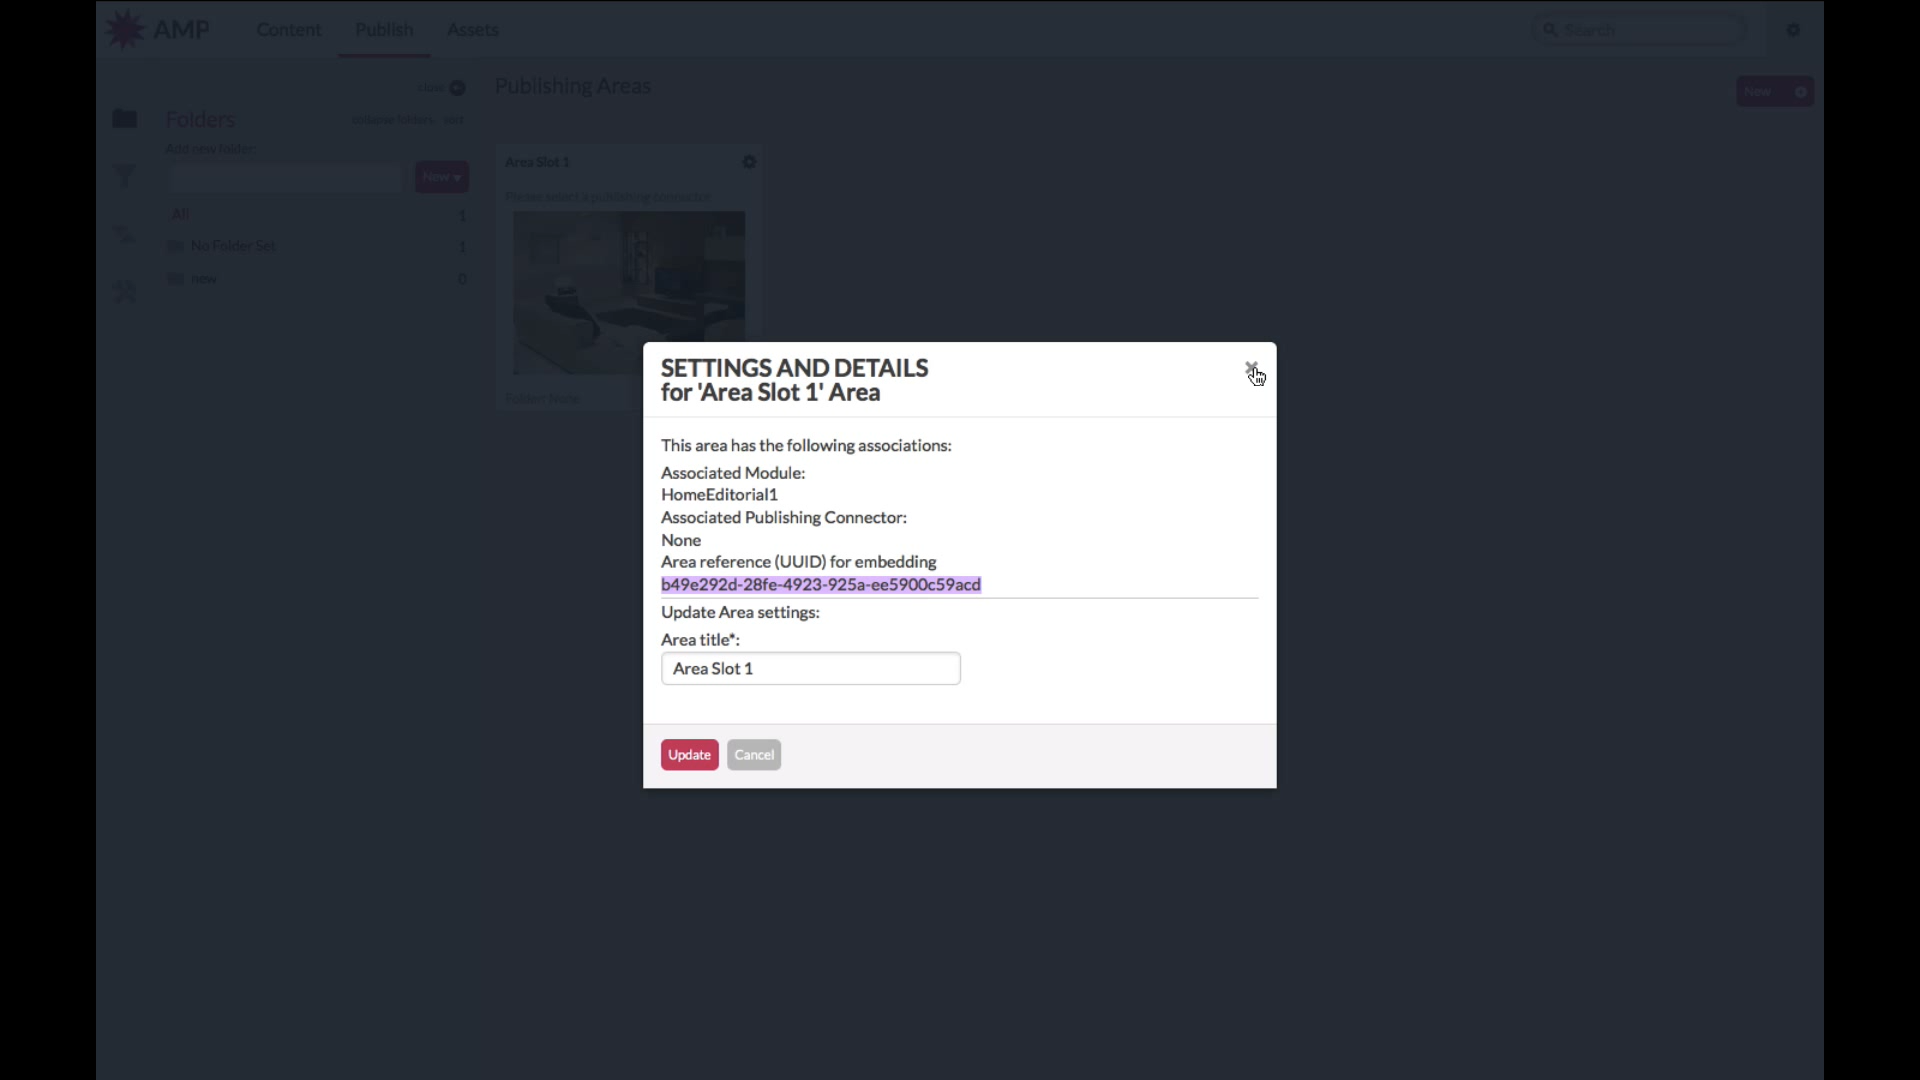 AMP
Content
Publish
Assets
Search
close
Publishing Areas
New
Folders
collapse folders
sort
Add new folder:
New
Area Slot 1
Please select a publishing connector
All 1
No Folder Set 1
new 0
Folder: None
SETTINGS AND DETAILS
for 'Area Slot 1' Area
This area has the following associations:
Associated Module:
HomeEditorial1
Associated Publishing Connector:
None
Area reference (UUID) for embedding
b49e292d-28fe-4923-925a-ee5900c59acd
Update Area settings:
Area title*:
Area Slot 1
Update
Cancel